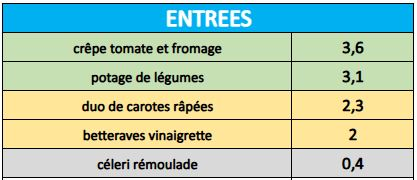 ENTREES
crêpe tomate et fromage 3,6
potage de légumes 3,1
duo de carotes râpées 2,3
betteraves vinaigrette 2
céleri rémoulade 0,4